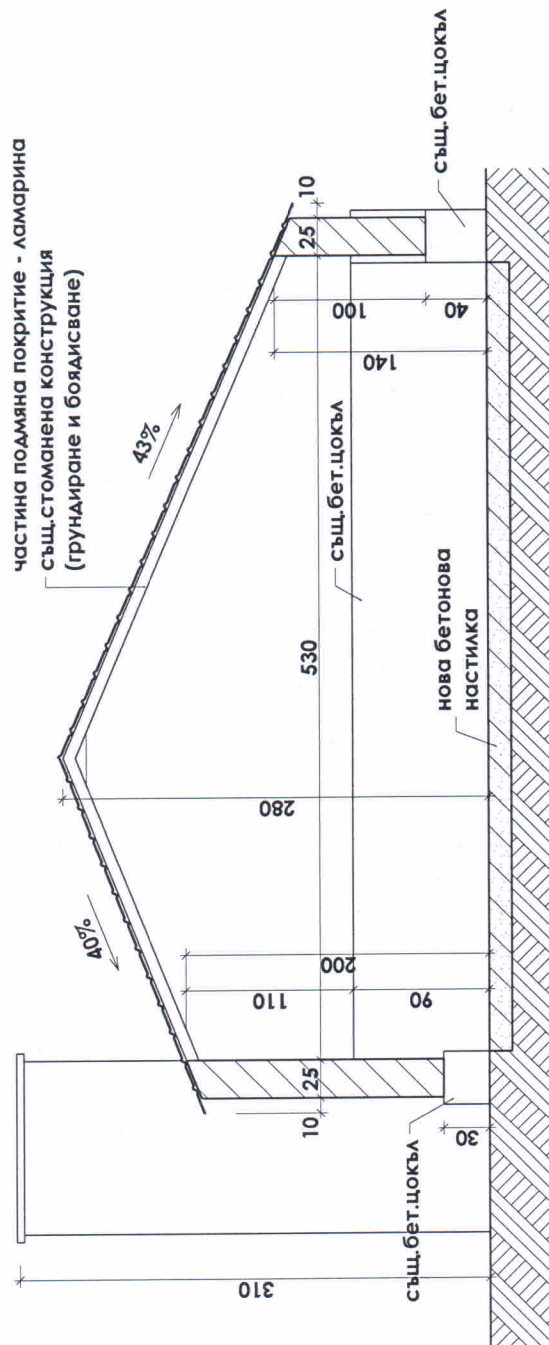 частина подмяна покритие - ламарина
същ.стоманена конструкция
(грундиране и боядисване)
40%
43%
10
25
10
25
530
280
200
110
90
140
100
40
30
310
същ.бет.цокъл
същ.бет.цокъл
същ.бет.цокъл
нова бетонова
настилка